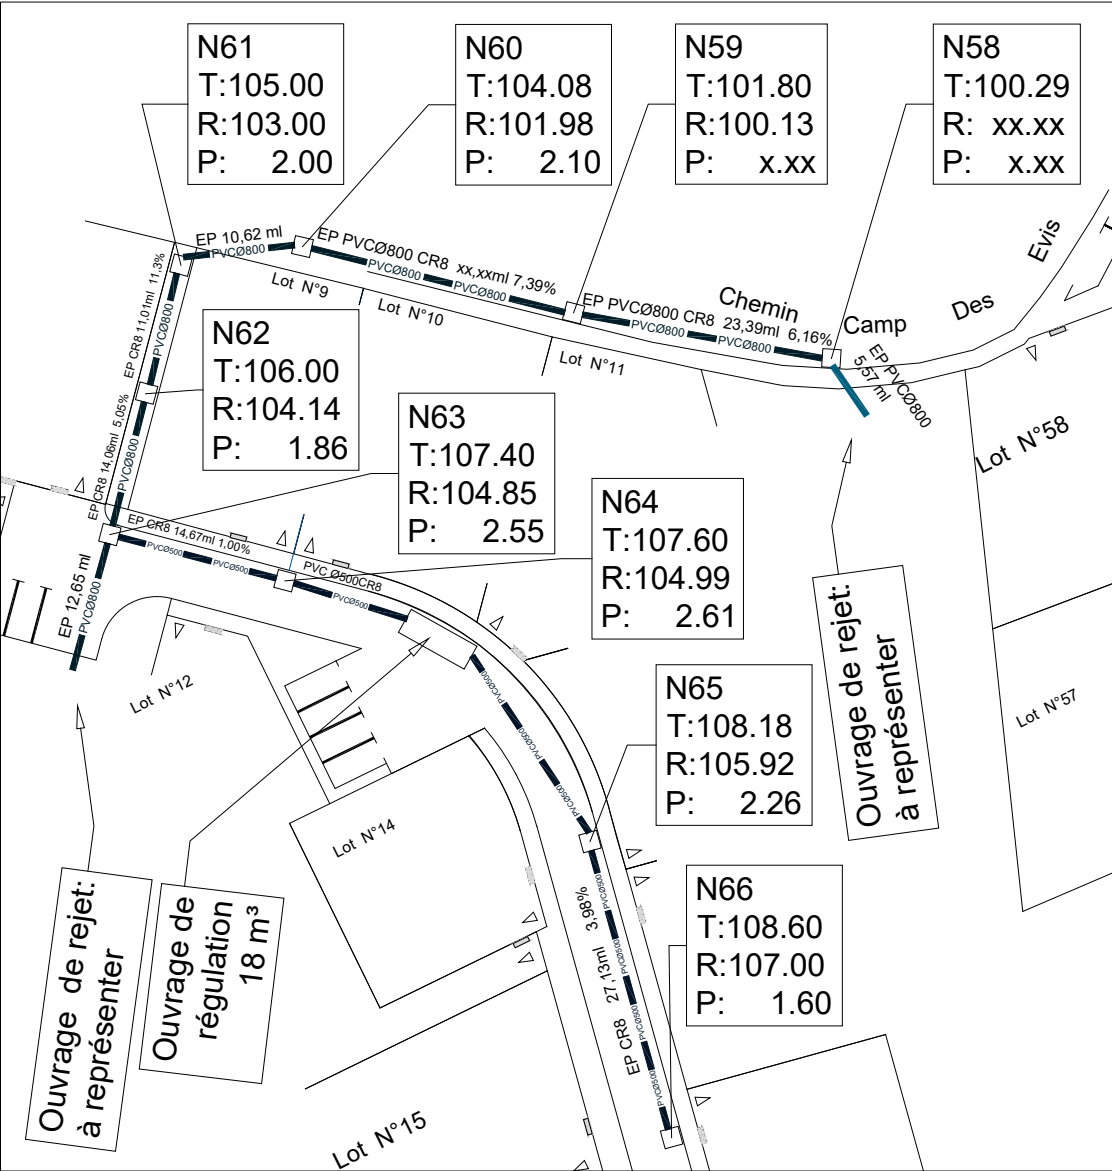 N61
T:105.00
R:103.00
P: 2.00
N60
T:104.08
R:101.98
P: 2.10
N59
T:101.80
R:100.13
P: x.xx
N58
T:100.29
R: xx.xx
P: x.xx
EP 10,62 ml
PVCØ800
EP PVCØ800 CR8 xx,xxml 7,39%
PVCØ800
PVCØ800
EP PVCØ800 CR8 23,39ml 6,16%
PVCØ800
PVCØ800
Chemin
Camp
Des
Evis
EP PVCØ800
5,57 ml
Lot N°9
Lot N°10
Lot N°11
EP CR8 11,01ml 11,3%
PVCØ800
N62
T:106.00
R:104.14
P: 1.86
N63
T:107.40
R:104.85
P: 2.55
EP CR8 14,06ml 5,05%
PVCØ800
Lot N°58
N64
T:107.60
R:104.99
P: 2.61
EP CR8 14,67ml 1,00%
PVCØ500
PVCØ500
PVC Ø500CR8
PVCØ500
EP 12,65 ml
PVCØ800
Ouvrage de rejet:
à représenter
Lot N°12
Lot N°57
PVCØ500
PVCØ500
PVCØ500
N65
T:108.18
R:105.92
P: 2.26
Lot N°14
N66
T:108.60
R:107.00
P: 1.60
EP CR8 27,13ml 3,98%
PVCØ500
PVCØ500
PVCØ500
PVCØ500
PVCØ500
Ouvrage de rejet:
à représenter
Ouvrage de
régulation
18 m³
Lot N°15